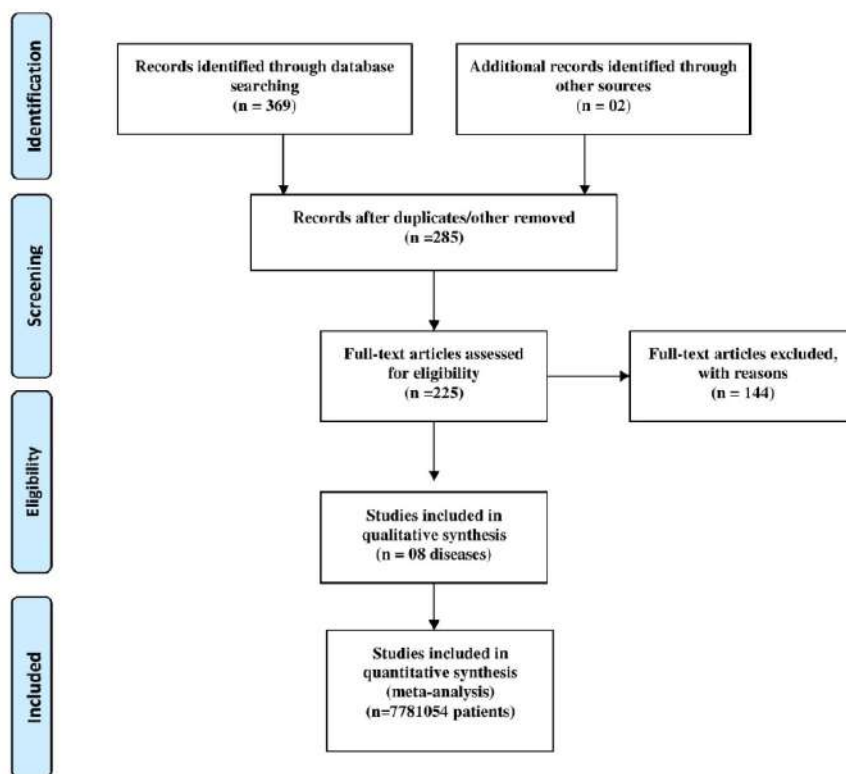 Identification
Records identified through database
searching
(n = 369)
Additional records identified through
other sources
(n = 02)
Screening
Records after duplicates/other removed
(n =285)
Full-text articles assessed
for eligibility
(n =225)
Full-text articles excluded,
with reasons
(n = 144)
Eligibility
Studies included in
qualitative synthesis
(n = 08 diseases)
Included
Studies included in
quantitative synthesis
(meta-analysis)
(n=7781054 patients)